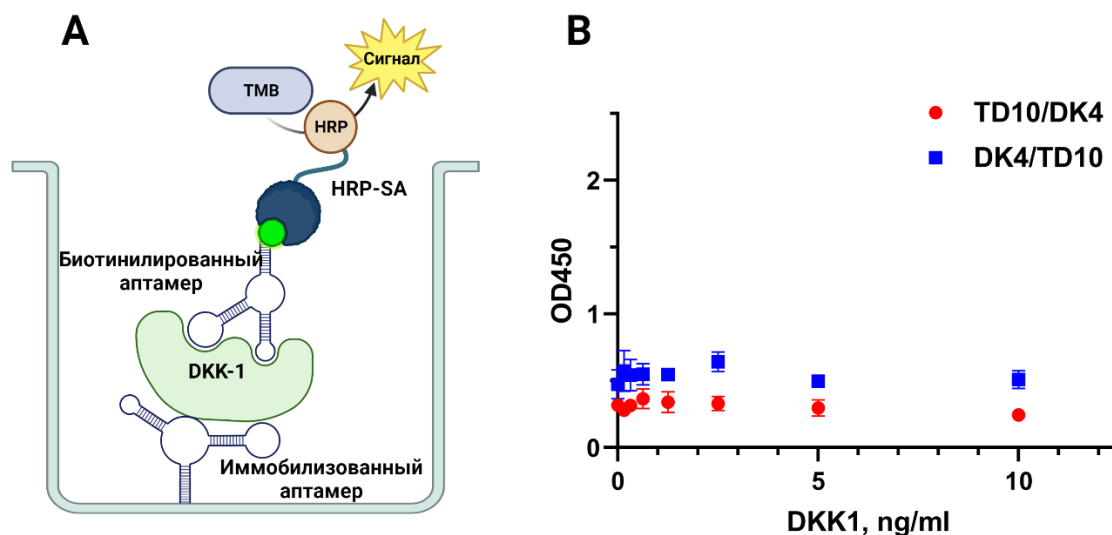 A
Сигнал
TMB
HRP
HRP-SA
Биотинилированный
аптамер
DKK-1
Иммобилизованный
аптамер
B
TD10/DK4
DK4/TD10
OD450
2
1
0
0
5
10
DKK1, ng/ml